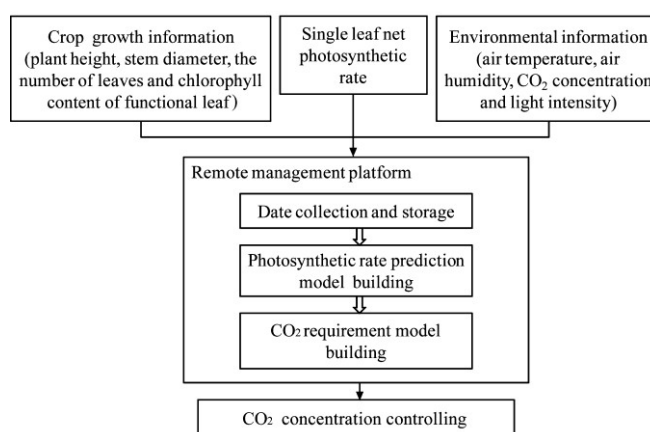 Crop growth information
(plant height, stem diameter, the
number of leaves and chlorophyll
content of functional leaf)
Single leaf net
photosynthetic
rate
Environmental information
(air temperature, air
humidity, CO₂ concentration
and light intensity)
Remote management platform
Date collection and storage
Photosynthetic rate prediction
model building
CO₂ requirement model
building
CO₂ concentration controlling